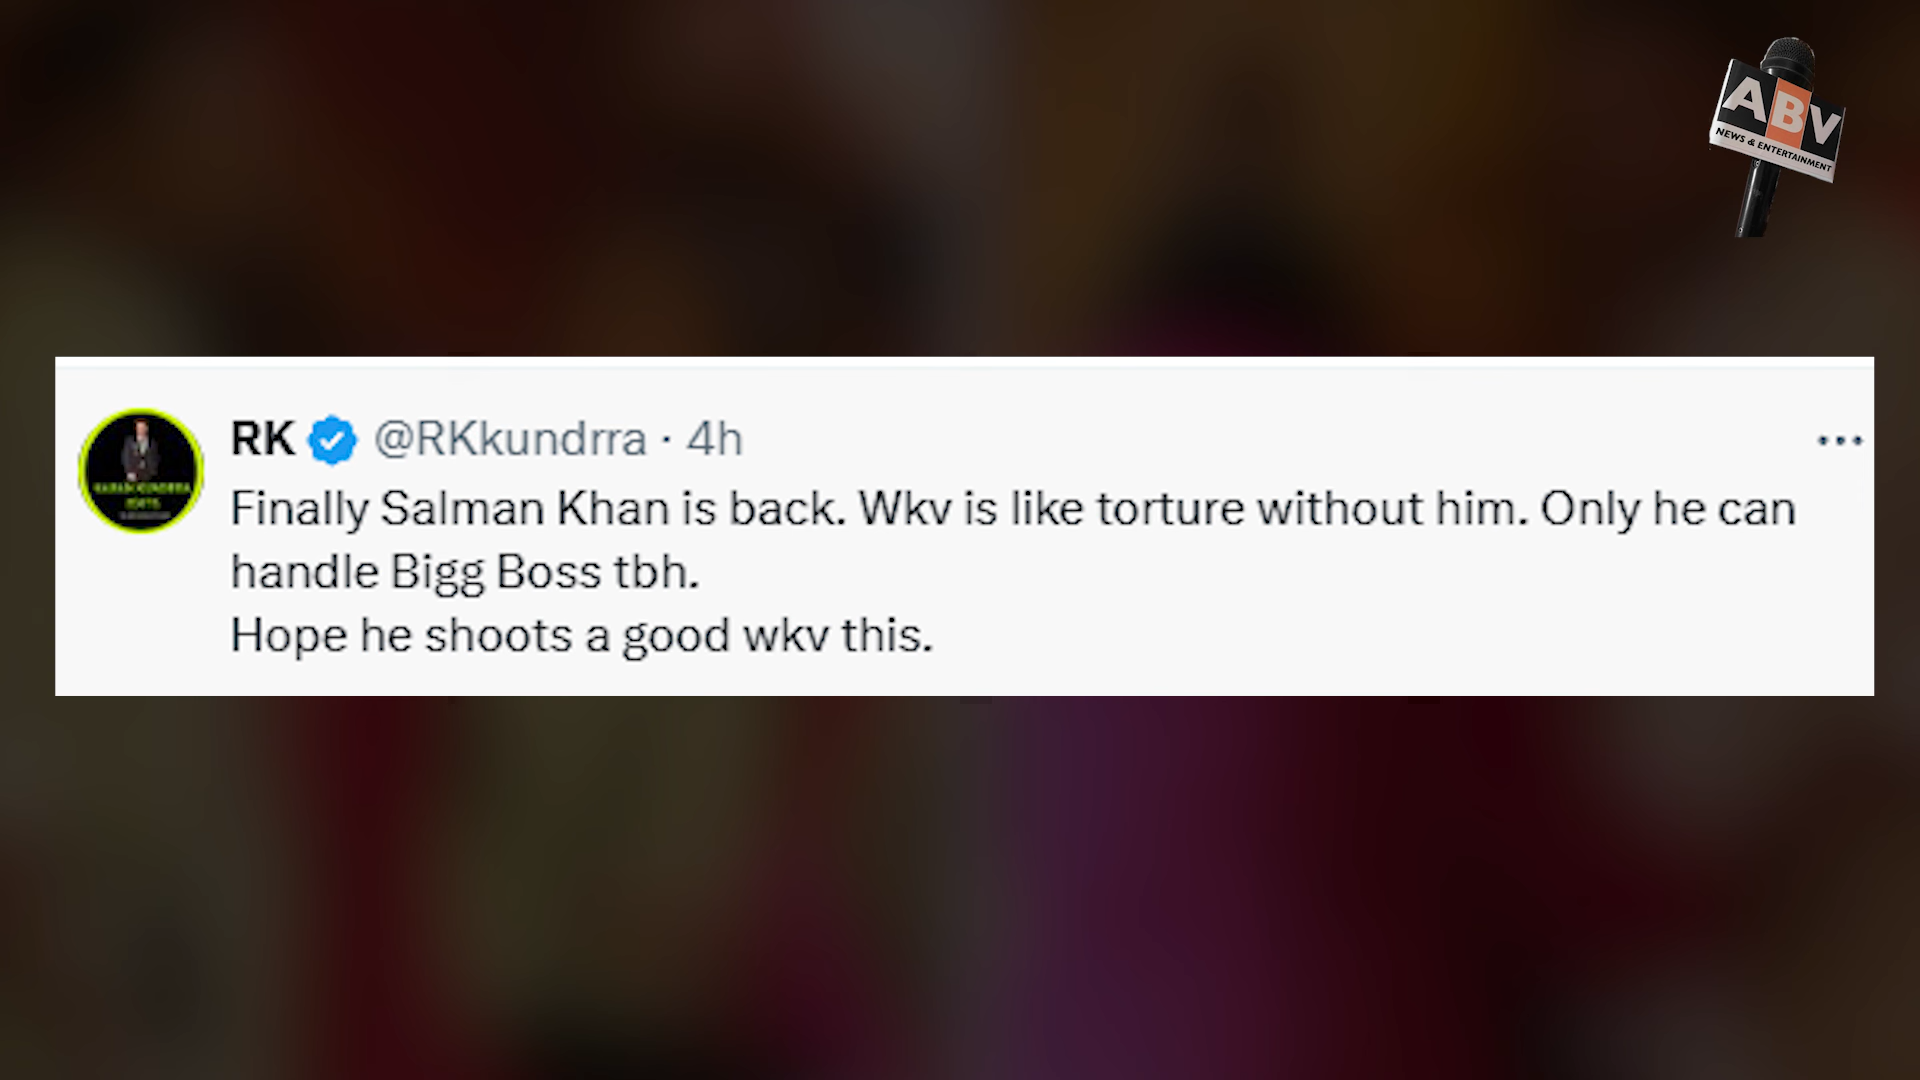 ABV
NEWS & ENTERTAINMENT
RK @RKkundrra · 4h
Finally Salman Khan is back. Wkv is like torture without him. Only he can
handle Bigg Boss tbh.
Hope he shoots a good wkv this.